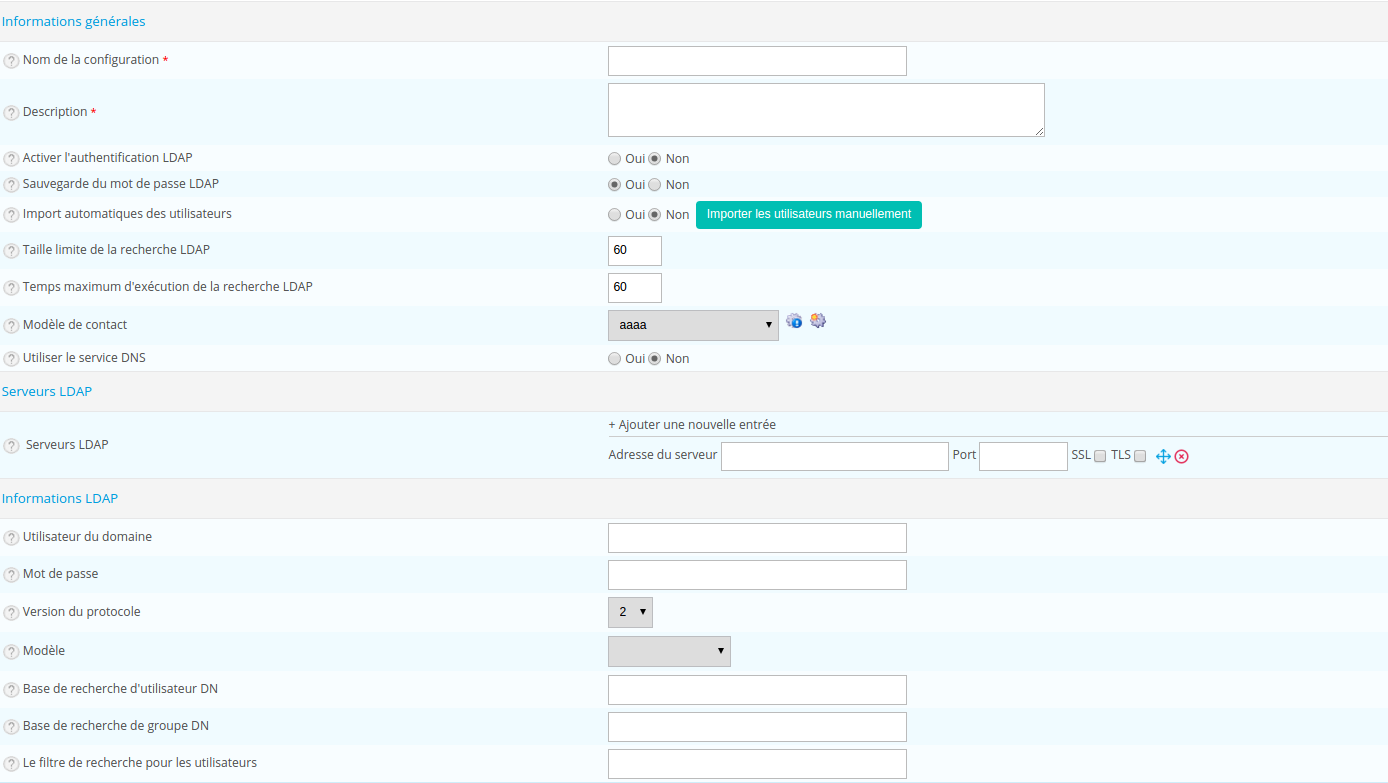 Informations générales
Nom de la configuration *
Description *
Activer l'authentification LDAP Oui Non
Sauvegarde du mot de passe LDAP Oui Non
Import automatiques des utilisateurs Oui Non Importer les utilisateurs manuellement
Taille limite de la recherche LDAP 60
Temps maximum d'exécution de la recherche LDAP 60
Modèle de contact aaaa
Utiliser le service DNS Oui Non
Serveurs LDAP
+ Ajouter une nouvelle entrée
Serveurs LDAP
Adresse du serveur Port SSL TLS
Informations LDAP
Utilisateur du domaine
Mot de passe
Version du protocole 2
Modèle
Base de recherche d'utilisateur DN
Base de recherche de groupe DN
Le filtre de recherche pour les utilisateurs